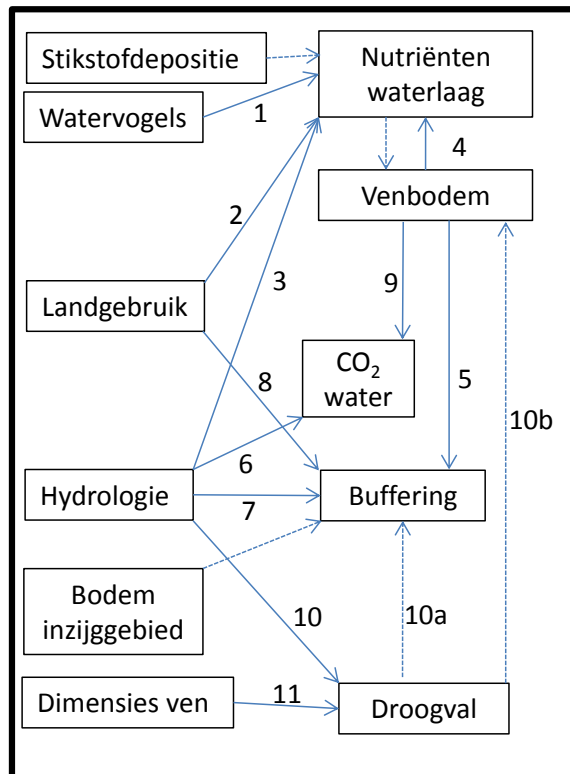 Stikstofdepositie
Nutriënten
waterlaag
Watervogels
1
4
Venbodem
2
3
9
Landgebruik
CO₂
water
8
5
10b
6
Hydrologie
7
Buffering
Bodem
inzijggebied
10
10a
Dimensies ven
11
Droogval